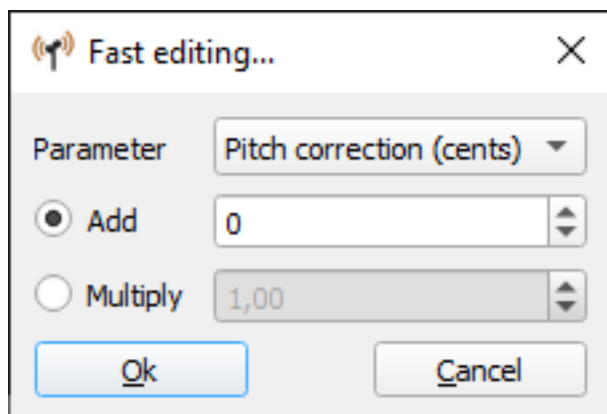 Fast editing...
Parameter Pitch correction (cents)
Add 0
Multiply 1,00
Ok Cancel